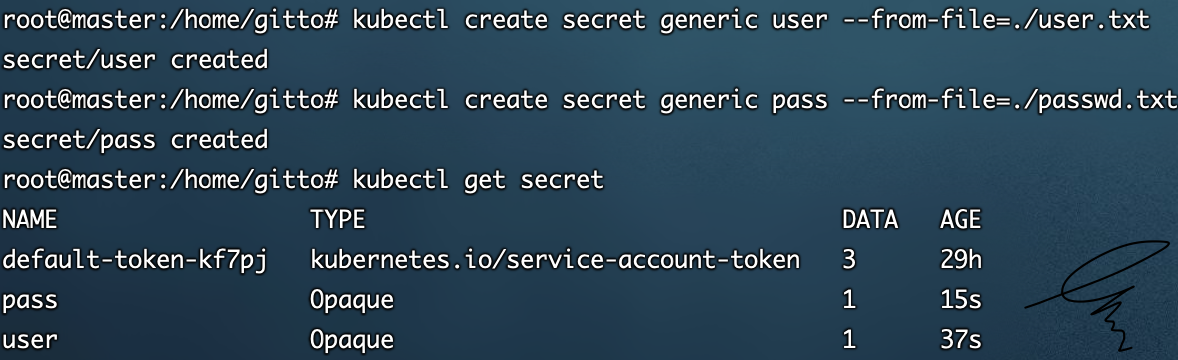 root@master:/home/gitto# kubectl create secret generic user --from-file=./user.txt
secret/user created
root@master:/home/gitto# kubectl create secret generic pass --from-file=./passwd.txt
secret/pass created
root@master:/home/gitto# kubectl get secret
NAME TYPE DATA AGE
default-token-kf7pj kubernetes.io/service-account-token 3 29h
pass Opaque 1 15s
user Opaque 1 37s